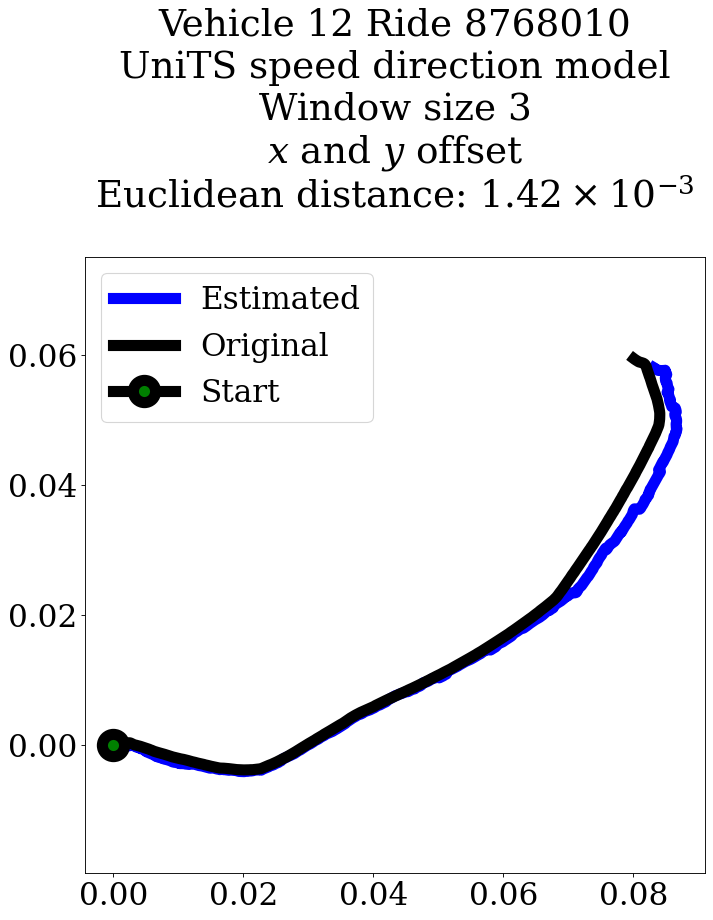 Vehicle 12 Ride 8768010
UniTS speed direction model
Window size 3
x and y offset
Euclidean distance: 1.42 × 10⁻³
Estimated
Original
Start
0.06
0.04
0.02
0.00
0.00 0.02 0.04 0.06 0.08